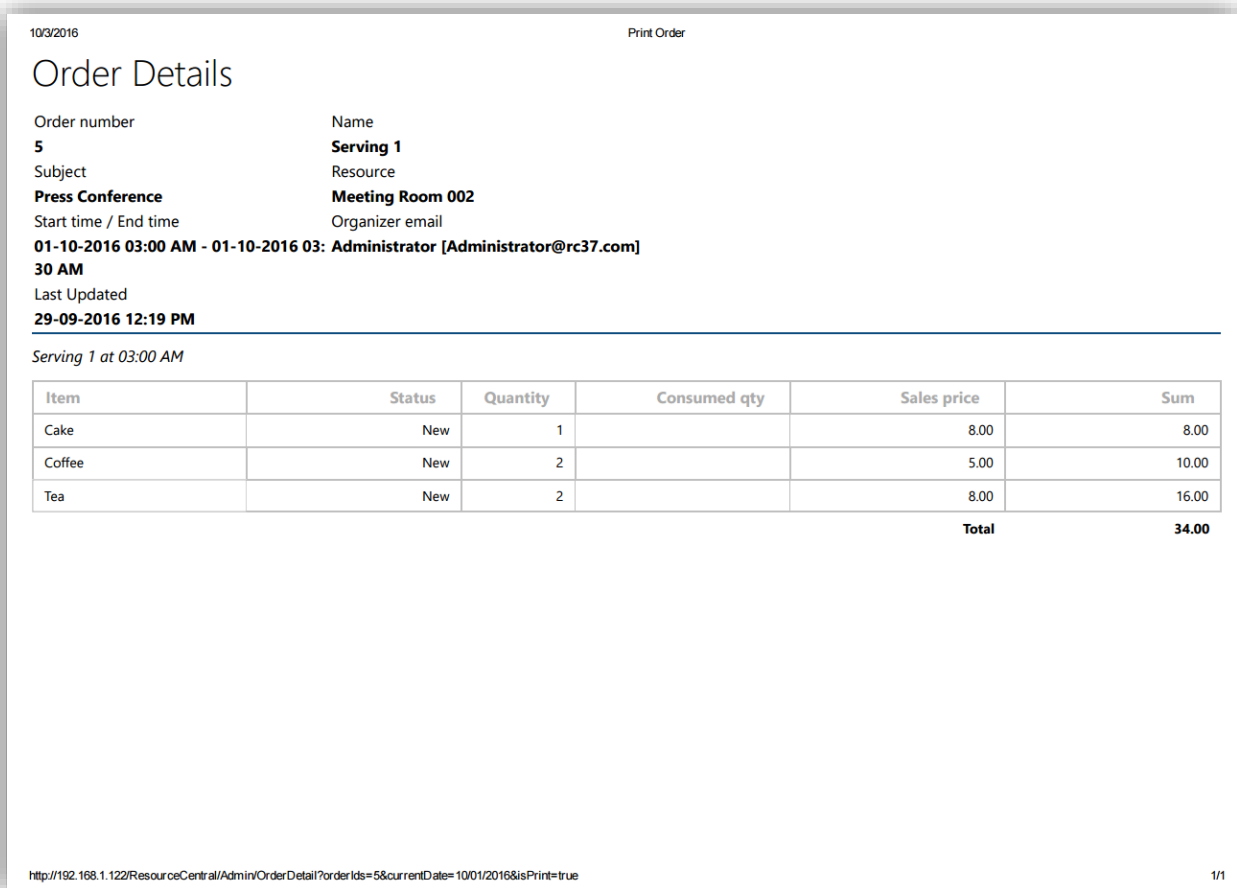 10/3/2016 Print Order
Order Details
Order number Name
5 Serving 1
Subject Resource
Press Conference Meeting Room 002
Start time / End time Organizer email
01-10-2016 03:00 AM - 01-10-2016 03: Administrator [Administrator@rc37.com]
30 AM
Last Updated
29-09-2016 12:19 PM
Serving 1 at 03:00 AM
Item Status Quantity Consumed qty Sales price Sum
Cake New 1 8.00 8.00
Coffee New 2 5.00 10.00
Tea New 2 8.00 16.00
Total 34.00
http://192.168.1.122/ResourceCentral/Admin/OrderDetail?orderIds=5&currentDate=10/01/2016&isPrint=true 1/1